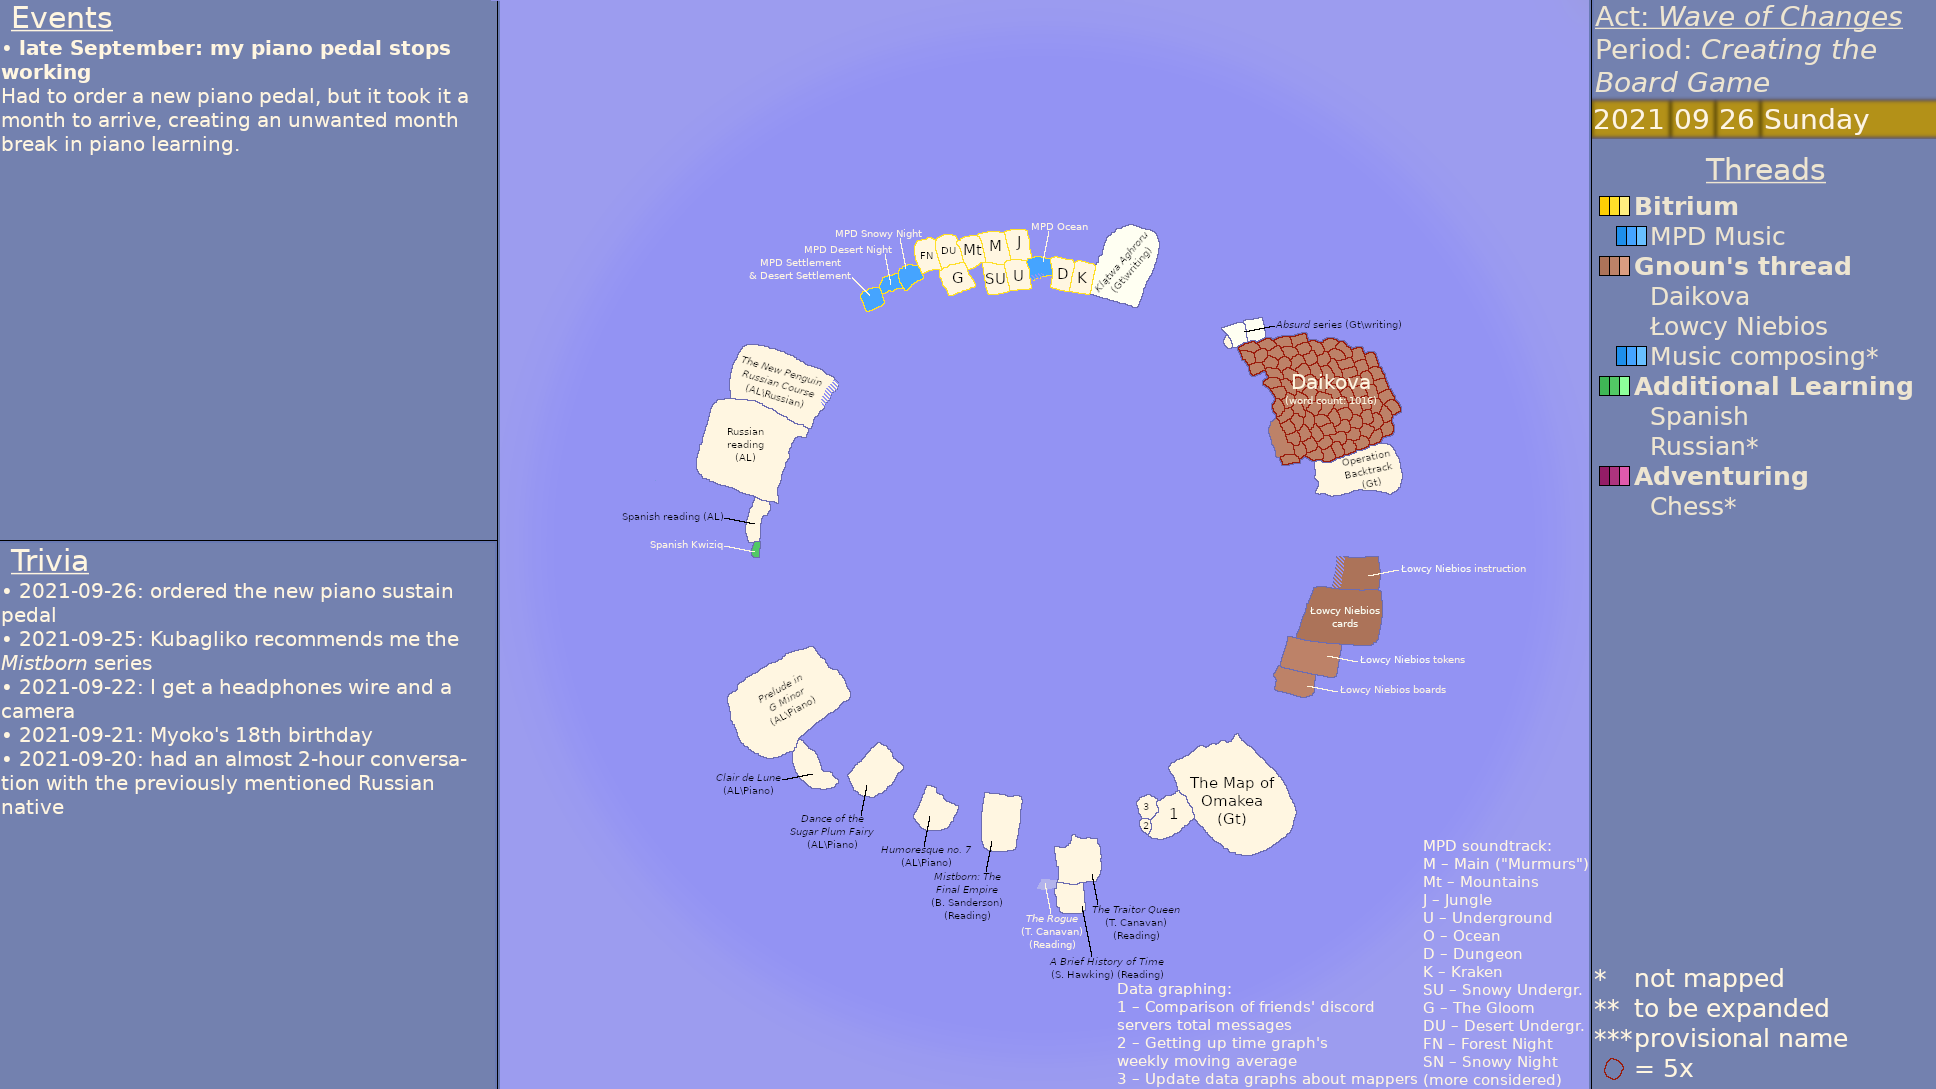 Events
• late September: my piano pedal stops
working
Had to order a new piano pedal, but it took it a
month to arrive, creating an unwanted month
break in piano learning.
Trivia
• 2021-09-26: ordered the new piano sustain
pedal
• 2021-09-25: Kubagliko recommends me the
Mistborn series
• 2021-09-22: I get a headphones wire and a
camera
• 2021-09-21: Myoko's 18th birthday
• 2021-09-20: had an almost 2-hour conversa-
tion with the previously mentioned Russian
native
MPD Snowy Night
MPD Desert Night
MPD Settlement
& Desert Settlement
FN
DU
Mt
M
J
G
SU
U
MPD Ocean
D
K
Klątwa Aghroru
(Gt\writing)
Absurd series (Gt\writing)
Daikova
(word count: 1016)
Operation
Backtrack
(Gt)
The New Penguin
Russian Course
(AL\Russian)
Russian
reading
(AL)
Spanish reading (AL)
Spanish Kwiziq
Łowcy Niebios instruction
Łowcy Niebios
cards
Łowcy Niebios tokens
Łowcy Niebios boards
Prelude in
G Minor
(AL\Piano)
Clair de Lune
(AL\Piano)
Dance of the
Sugar Plum Fairy
(AL\Piano)
Humoresque no. 7
(AL\Piano)
Mistborn: The
Final Empire
(B. Sanderson)
(Reading)
The Rogue
(T. Canavan)
(Reading)
The Traitor Queen
(T. Canavan)
(Reading)
A Brief History of Time
(S. Hawking) (Reading)
The Map of
Omakea
(Gt)
1
2
3
Data graphing:
1 – Comparison of friends' discord
servers total messages
2 – Getting up time graph's
weekly moving average
3 – Update data graphs about mappers
MPD soundtrack:
M – Main ("Murmurs")
Mt – Mountains
J – Jungle
U – Underground
O – Ocean
D – Dungeon
K – Kraken
SU – Snowy Undergr.
G – The Gloom
DU – Desert Undergr.
FN – Forest Night
SN – Snowy Night
(more considered)
Act: Wave of Changes
Period: Creating the
Board Game
2021 09 26 Sunday
Threads
Bitrium
MPD Music
Gnoun's thread
Daikova
Łowcy Niebios
Music composing*
Additional Learning
Spanish
Russian*
Adventuring
Chess*
* not mapped
** to be expanded
*** provisional name
= 5x